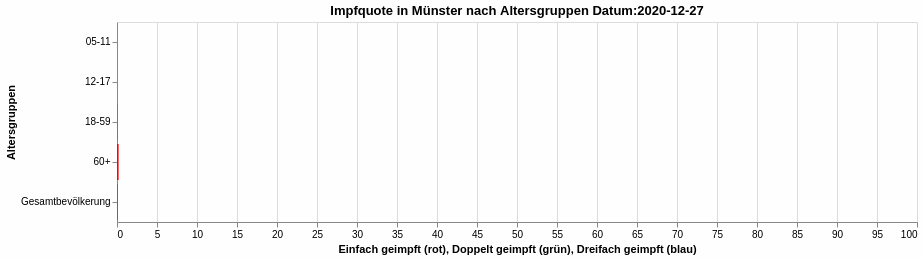 Impfquote in Münster nach Altersgruppen Datum:2020-12-27
Altersgruppen
05-11
12-17
18-59
60+
Gesamtbevölkerung
0 5 10 15 20 25 30 35 40 45 50 55 60 65 70 75 80 85 90 95 100
Einfach geimpft (rot), Doppelt geimpft (grün), Dreifach geimpft (blau)